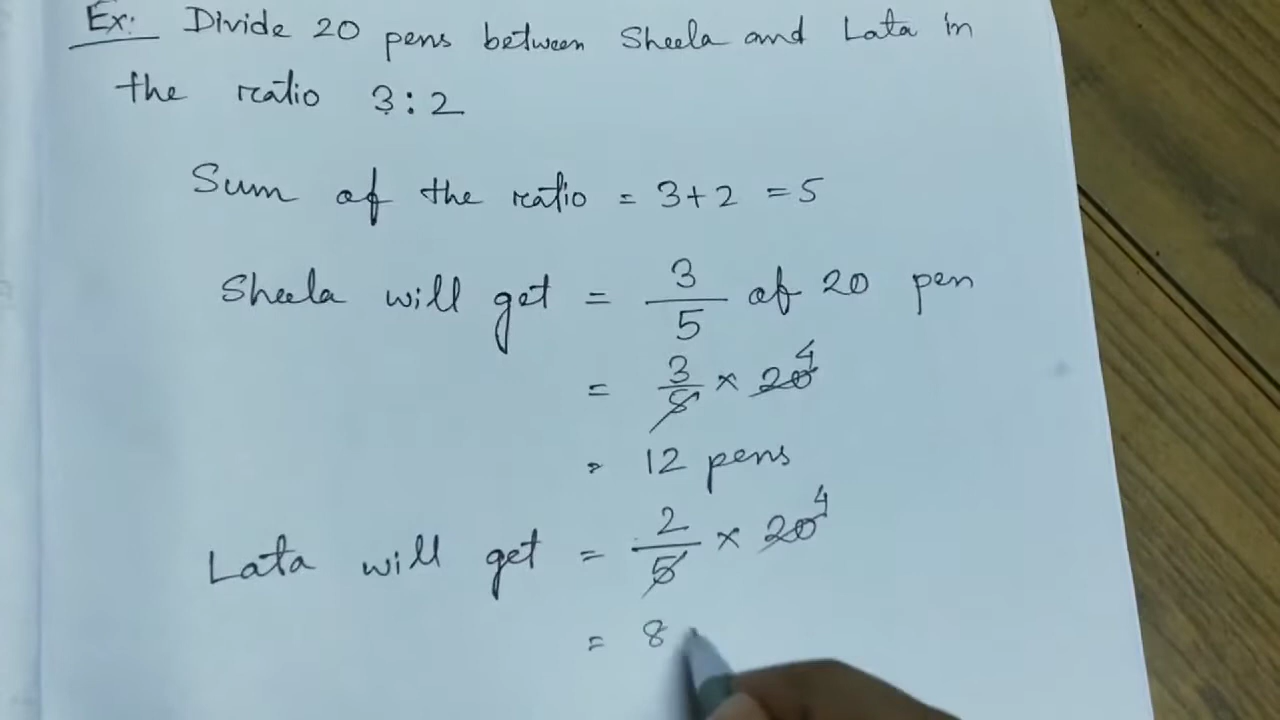 Ex: Divide 20 pens between Sheela and Lata in
the ratio 3:2
Sum of the ratio = 3+2 = 5
Sheela will get = 3/5 of 20 pen
= 3/5 × 20 4
= 12 pens
Lata will get = 2/5 × 20 4
= 8